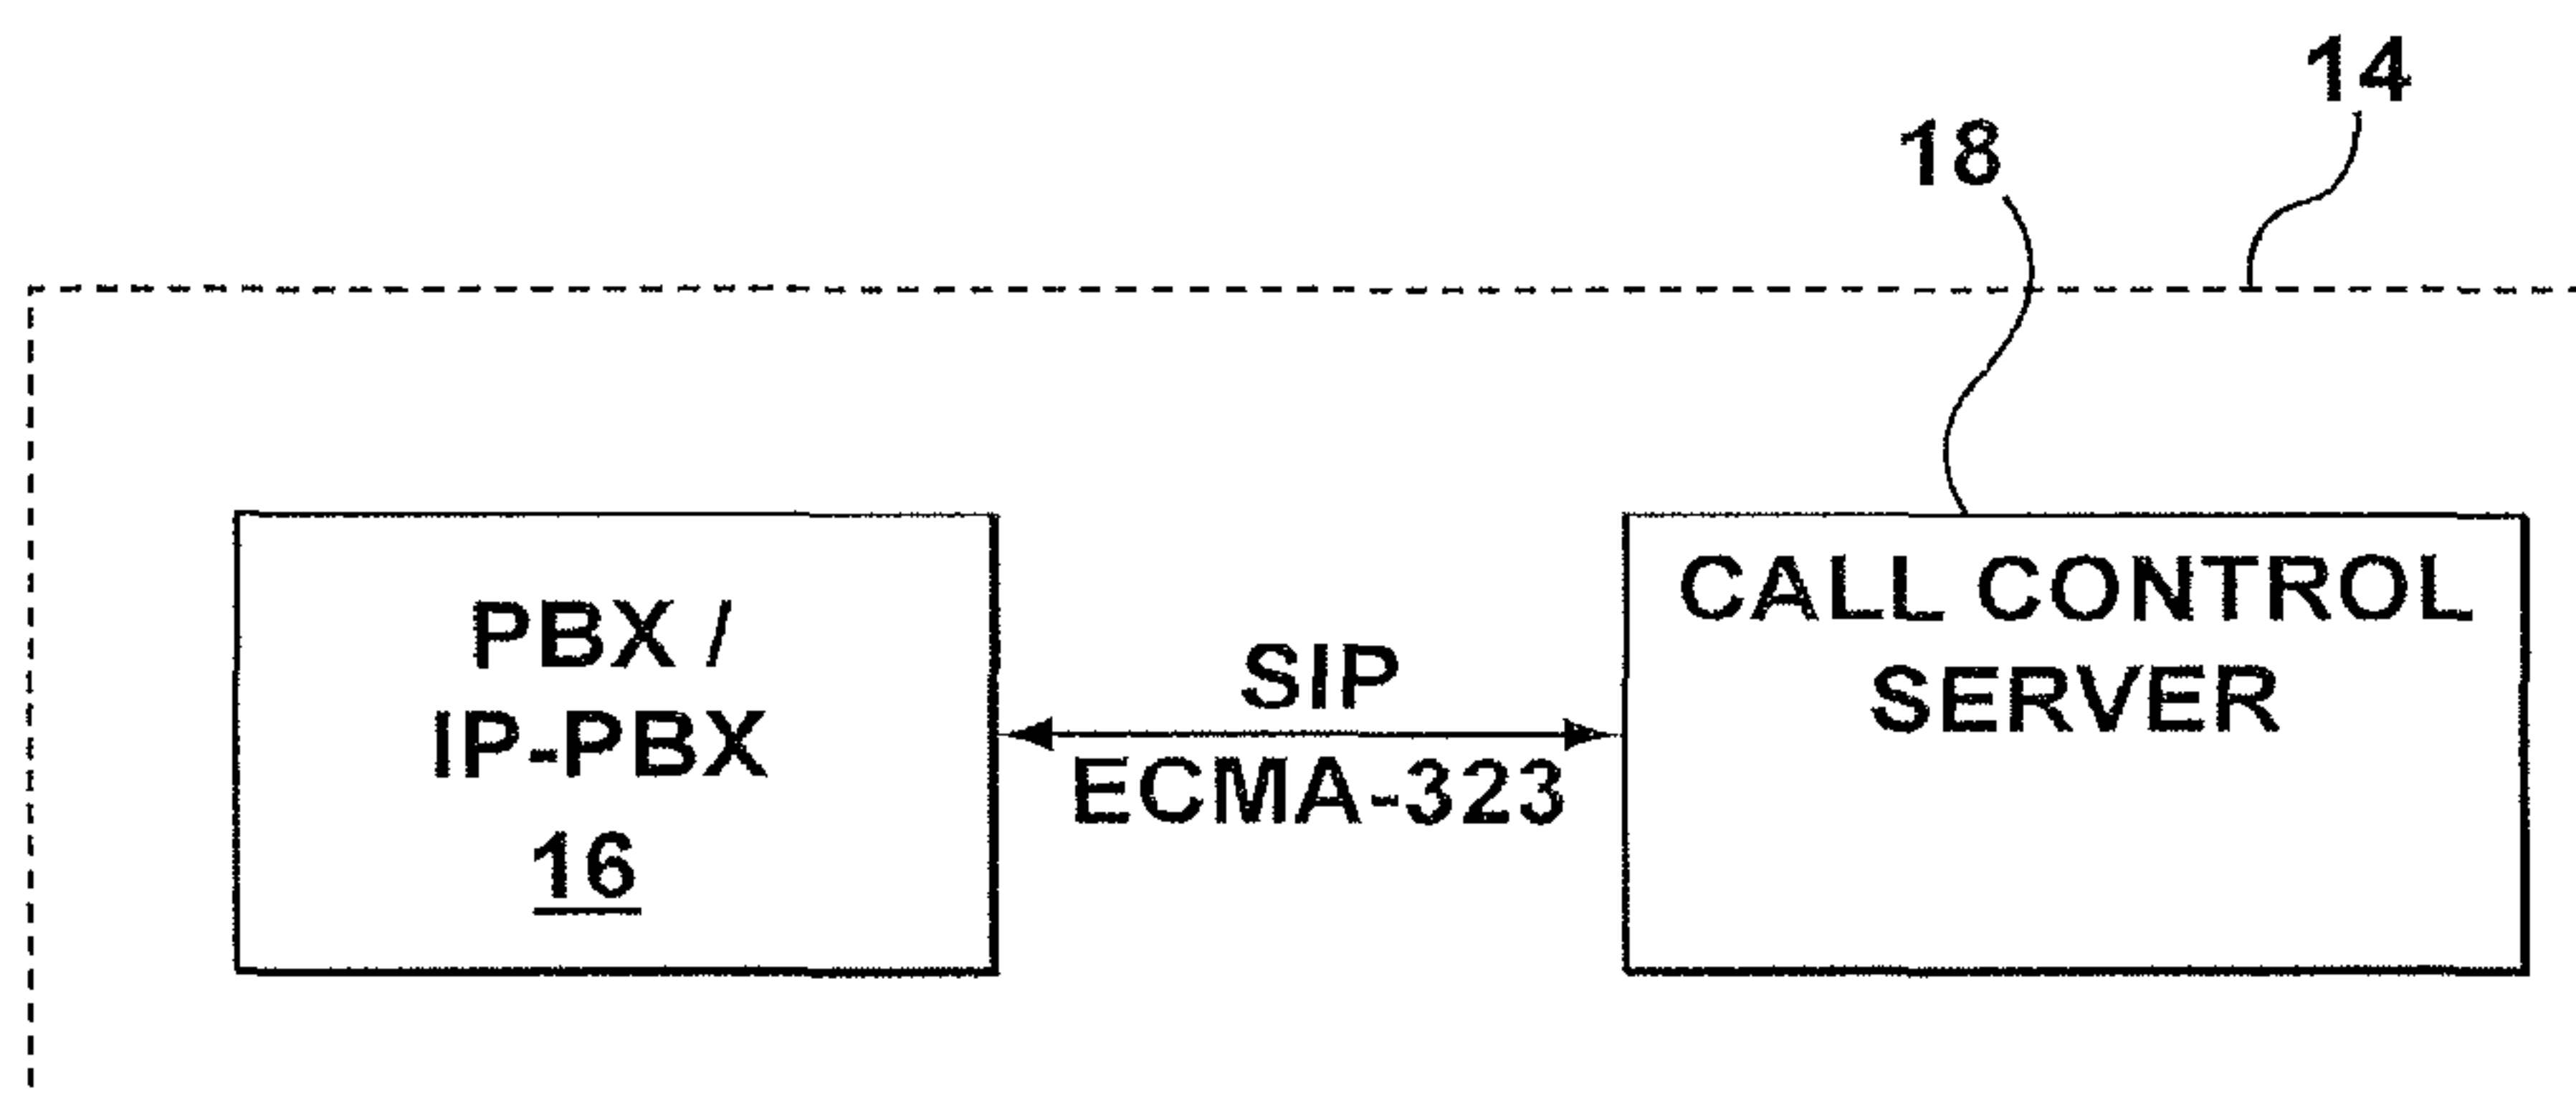 14
18
PBX /
IP-PBX
16
SIP
ECMA-323
CALL CONTROL
SERVER